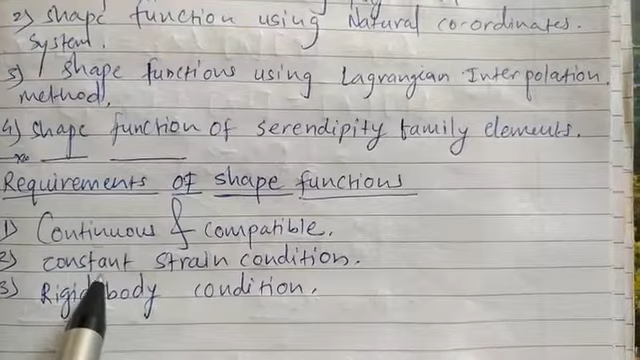 2) shape function using Natural co-ordinates.
system.
3) shape functions using Lagrangian Interpolation
method.
4) shape function of serendipity family elements.
Requirements of shape functions
1) Continuous & compatible.
2) constant strain condition.
3) Rigid body condition.